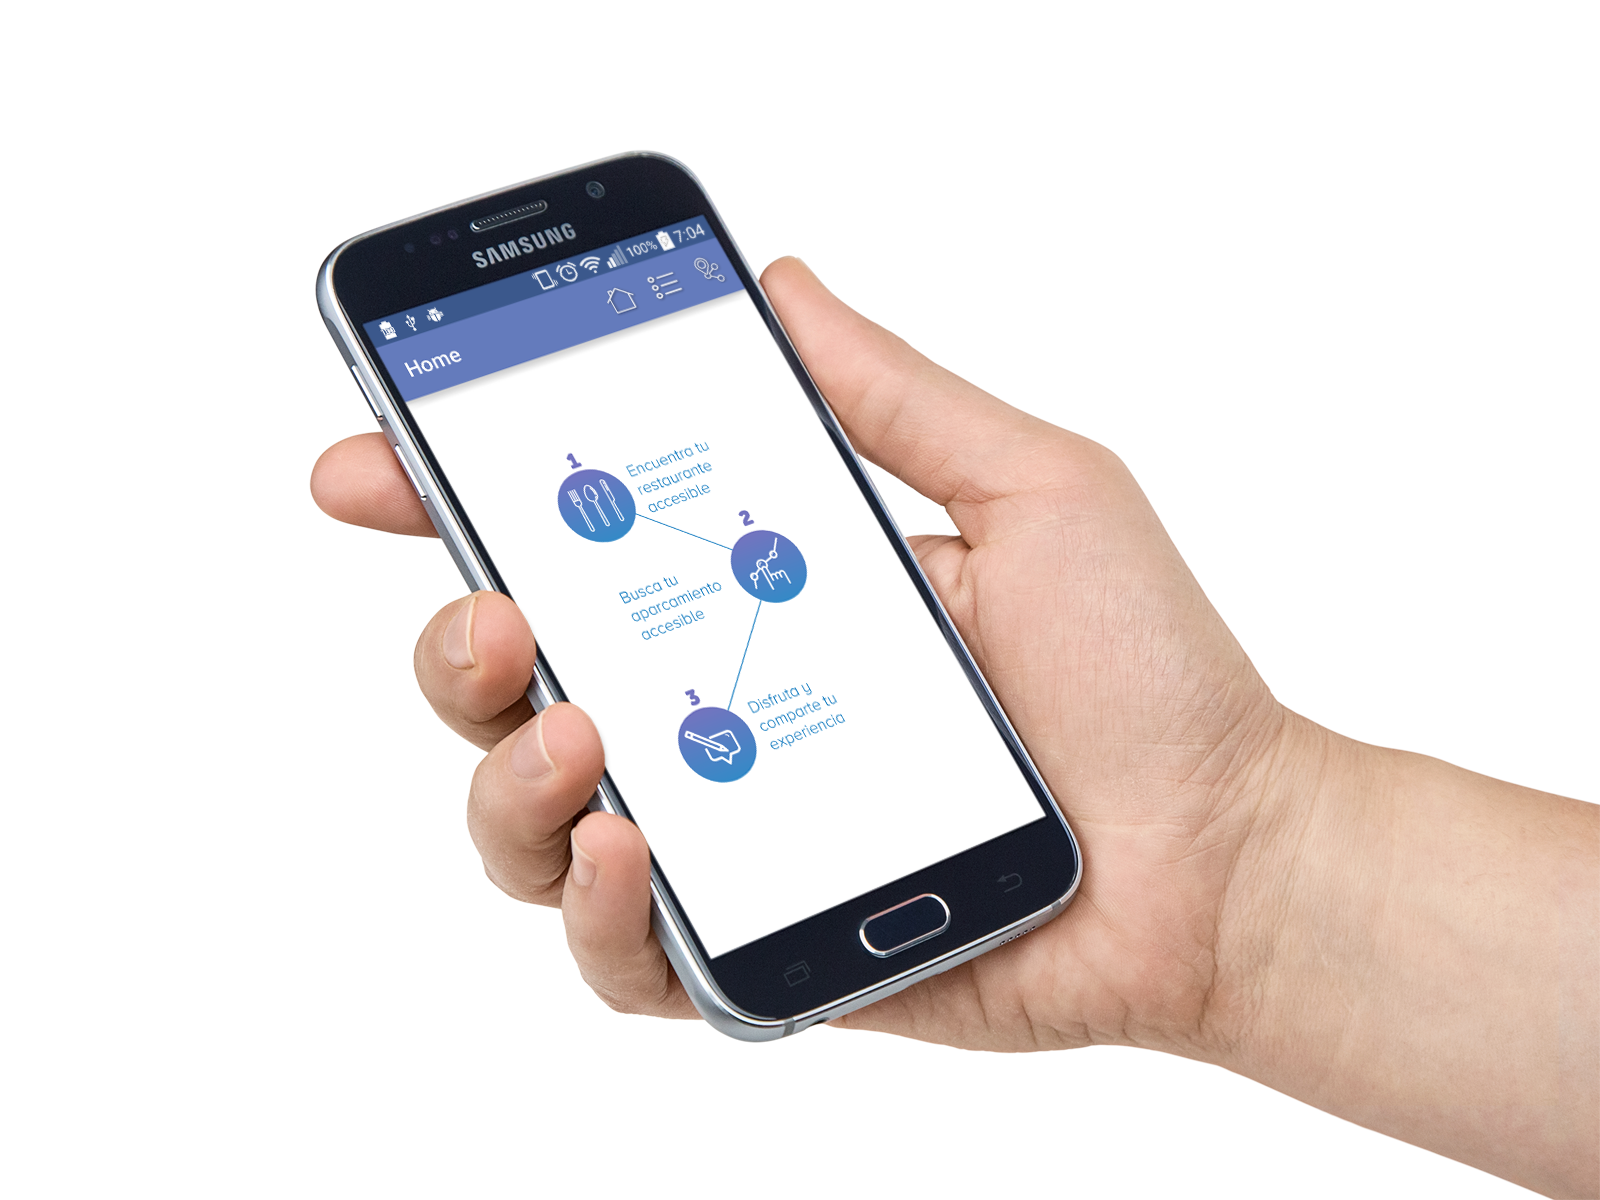 SAMSUNG
100% 7:04
Home
1
Encuentra tu
restaurante
accesible
2
Busca tu
aparcamiento
accesible
3
Disfruta y
comparte tu
experiencia